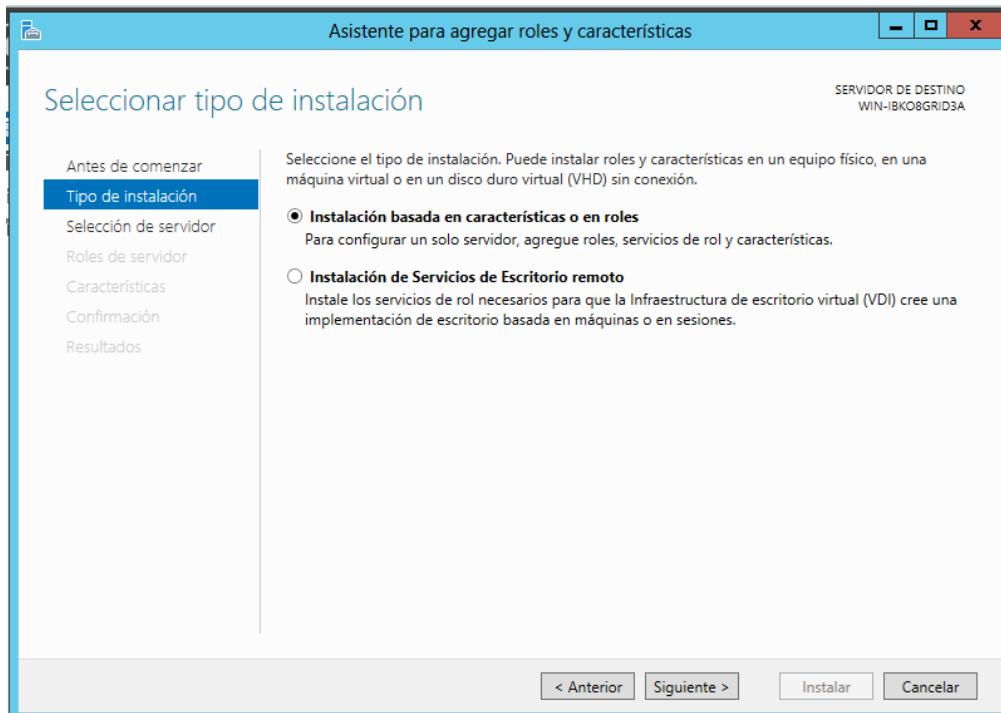 Asistente para agregar roles y características
Seleccionar tipo de instalación
SERVIDOR DE DESTINO
WIN-IBKO8GRID3A
Antes de comenzar
Tipo de instalación
Selección de servidor
Roles de servidor
Características
Confirmación
Resultados
Seleccione el tipo de instalación. Puede instalar roles y características en un equipo físico, en una
máquina virtual o en un disco duro virtual (VHD) sin conexión.
Instalación basada en características o en roles
Para configurar un solo servidor, agregue roles, servicios de rol y características.
Instalación de Servicios de Escritorio remoto
Instale los servicios de rol necesarios para que la Infraestructura de escritorio virtual (VDI) cree una
implementación de escritorio basada en máquinas o en sesiones.
< Anterior
Siguiente >
Instalar
Cancelar